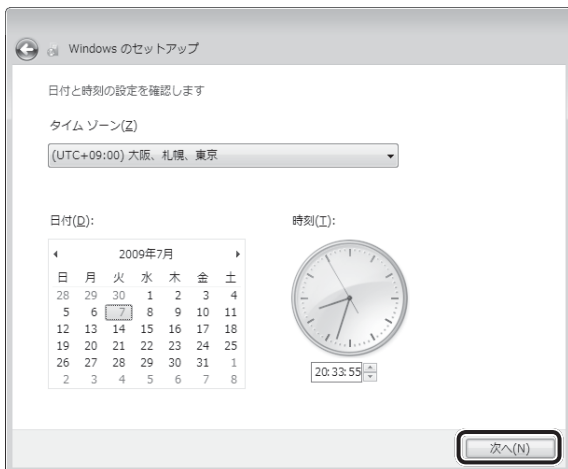 Windows のセットアップ
日付と時刻の設定を確認します
タイム ゾーン(Z)
(UTC+09:00) 大阪、札幌、東京
日付(D):
時刻(T):
2009年7月
日 月 火 水 木 金 土
28 29 30 1 2 3 4
5 6 7 8 9 10 11
12 13 14 15 16 17 18
19 20 21 22 23 24 25
26 27 28 29 30 31 1
2 3 4 5 6 7 8
20:33:55
次へ(N)